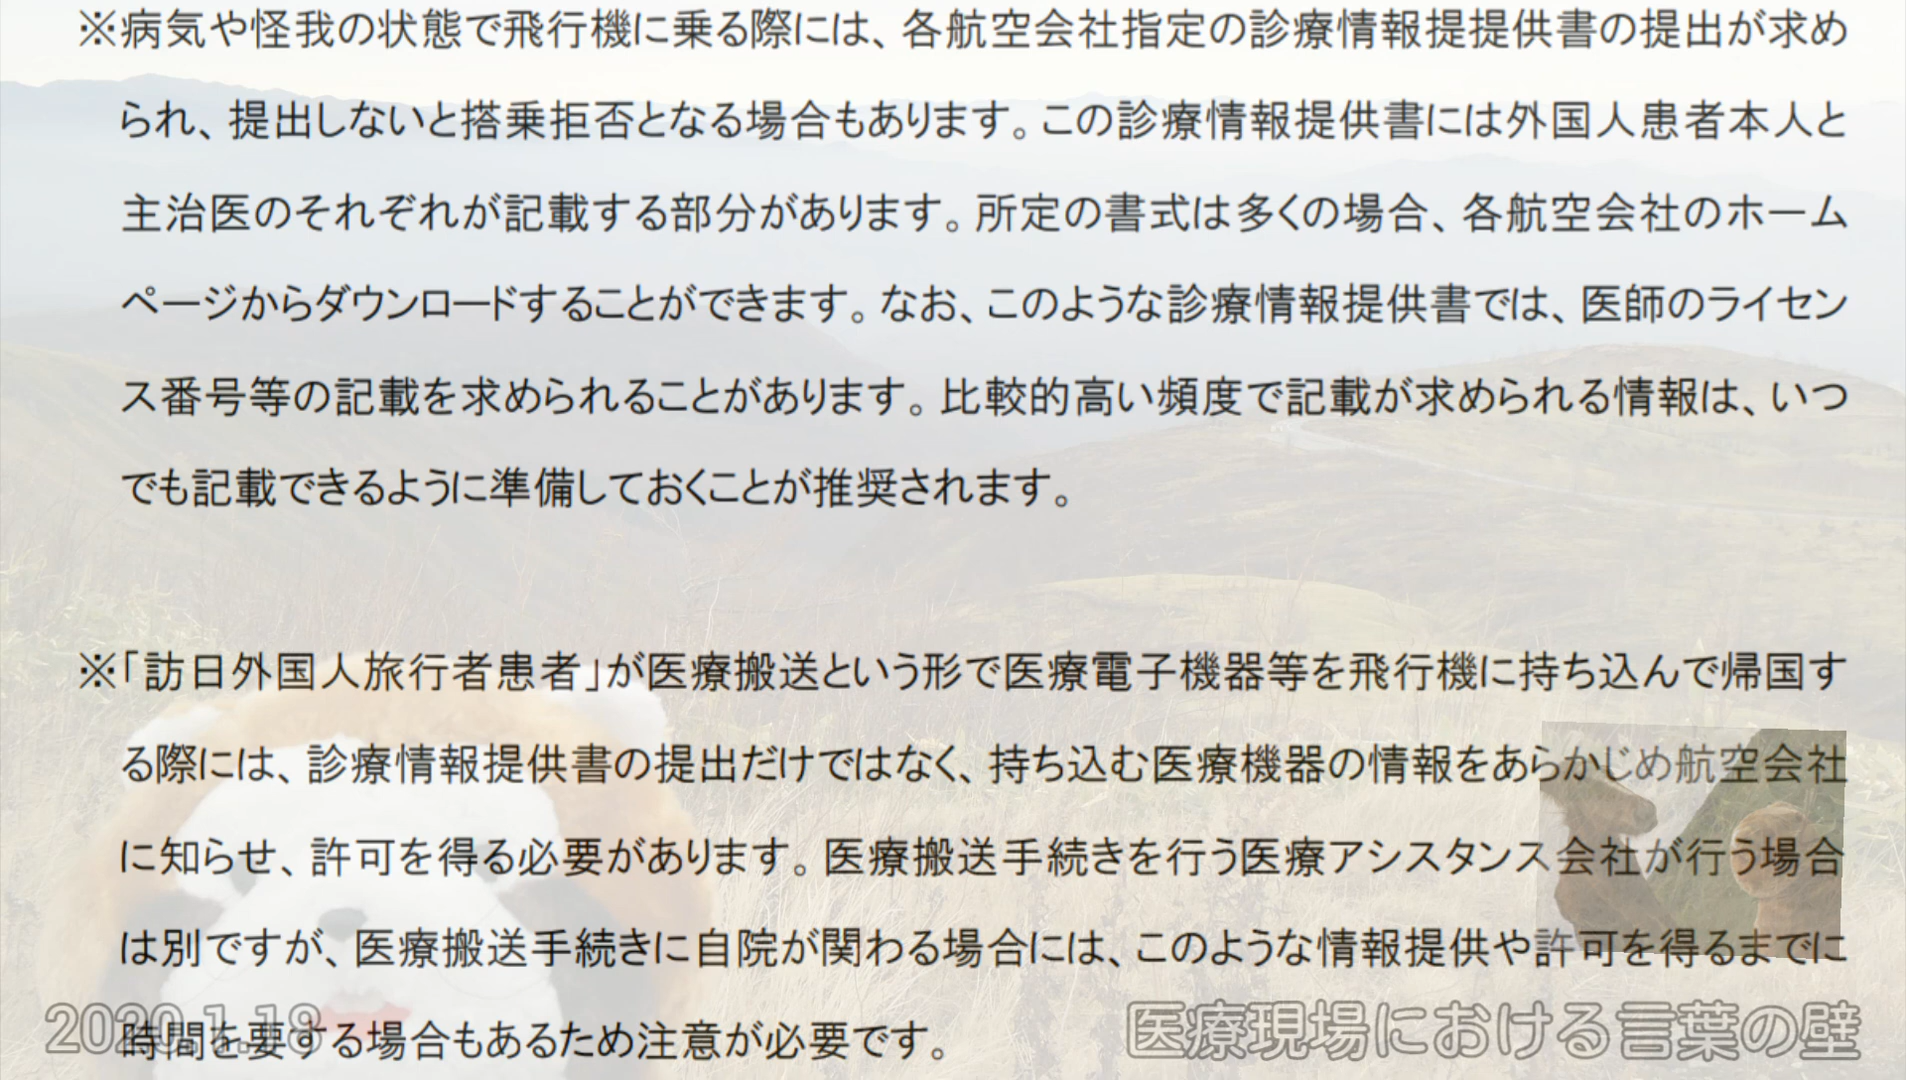 ※病気や怪我の状態で飛行機に乗る際には、各航空会社指定の診療情報提提供書の提出が求め
られ、提出しないと搭乗拒否となる場合もあります。この診療情報提供書には外国人患者本人と
主治医のそれぞれが記載する部分があります。所定の書式は多くの場合、各航空会社のホーム
ページからダウンロードすることができます。なお、このような診療情報提供書では、医師のライセン
ス番号等の記載を求められることがあります。比較的高い頻度で記載が求められる情報は、いつ
でも記載できるように準備しておくことが推奨されます。
※「訪日外国人旅行者患者」が医療搬送という形で医療電子機器等を飛行機に持ち込んで帰国す
る際には、診療情報提供書の提出だけではなく、持ち込む医療機器の情報をあらかじめ航空会社
に知らせ、許可を得る必要があります。医療搬送手続きを行う医療アシスタンス会社が行う場合
は別ですが、医療搬送手続きに自院が関わる場合には、このような情報提供や許可を得るまでに
時間を要する場合もあるため注意が必要です。
2020.1.18
医療現場における言葉の壁